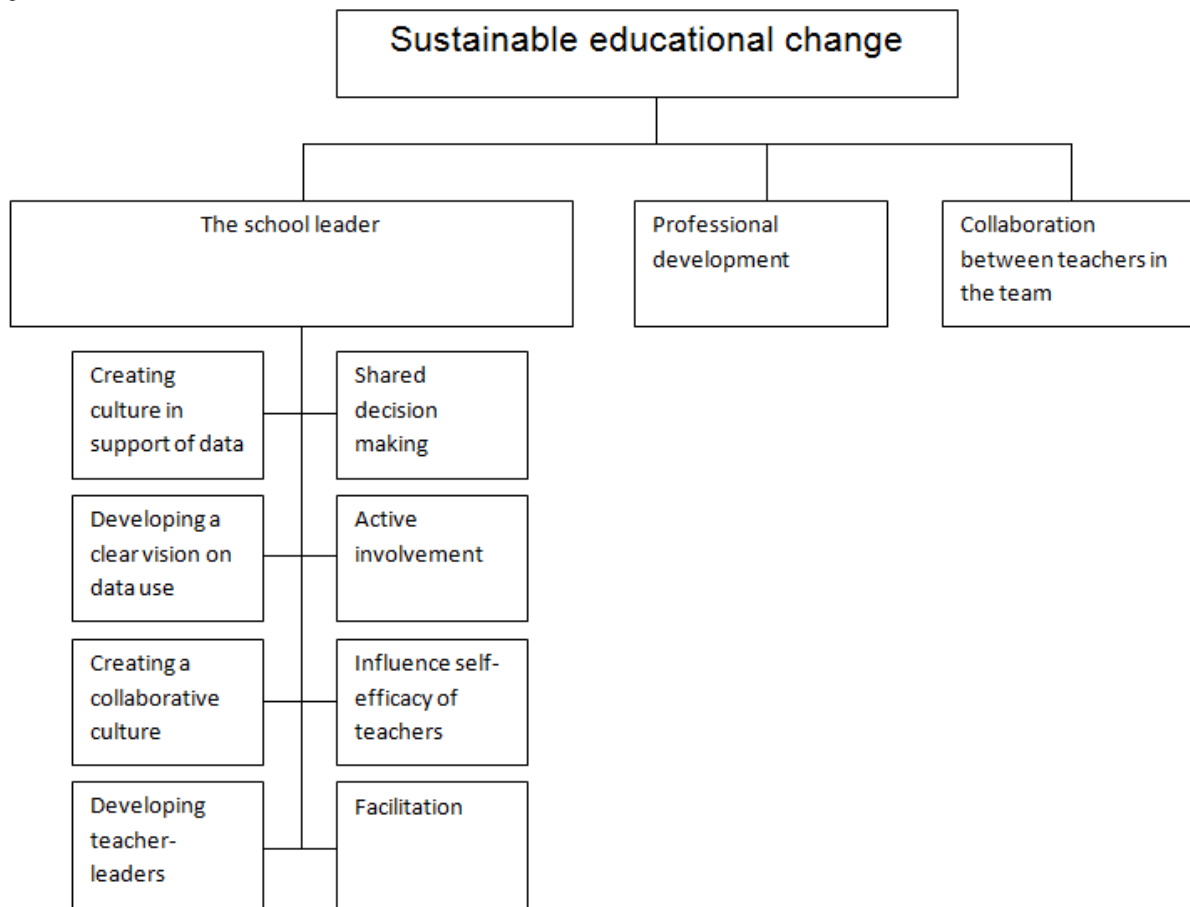 Sustainable educational change
The school leader
Professional
development
Collaboration
between teachers in
the team
Creating
culture in
support of data
Shared
decision
making
Developing a
clear vision on
data use
Active
involvement
Creating a
collaborative
culture
Influence self-
efficacy of
teachers
Developing
teacher-
leaders
Facilitation